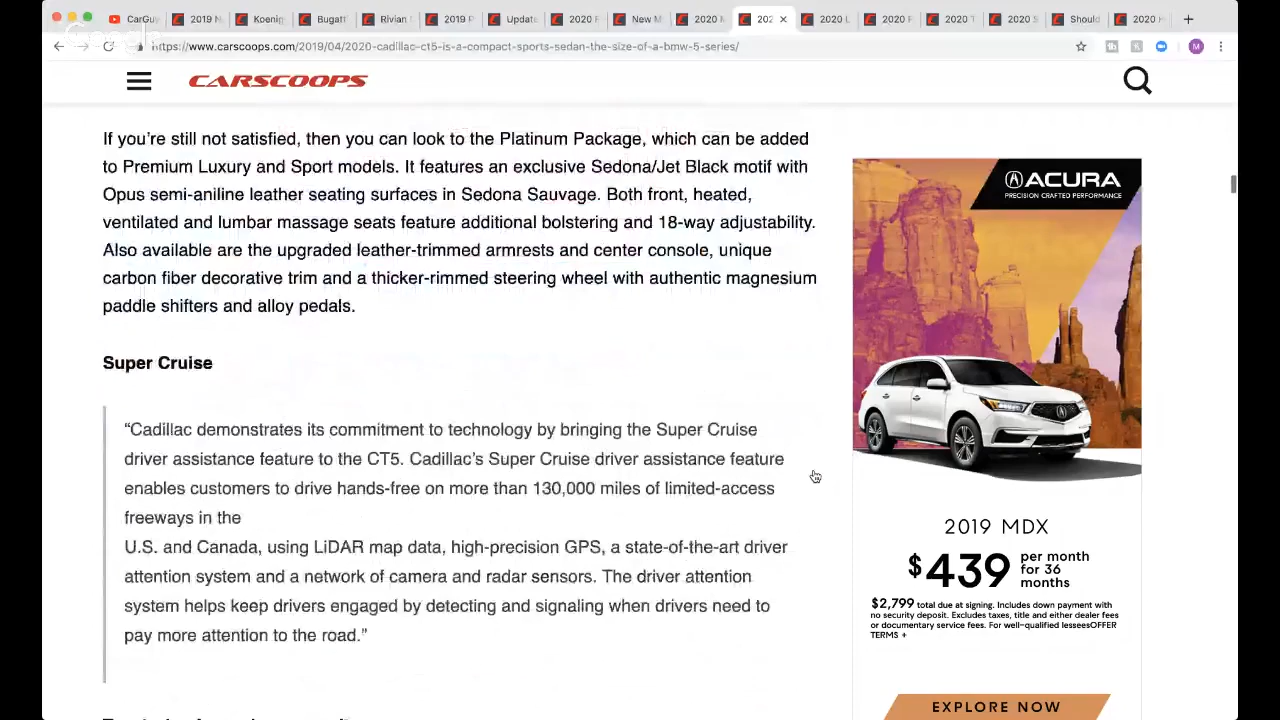 CarGuy
2019 N
Koenig
Bugatt
Rivian
2019 P
Update
2020 F
New M
2020 M
202
2020 L
2020 F
2020 T
2020 S
Should
2020 H
Google
https://www.carscoops.com/2019/04/2020-cadillac-ct5-is-a-compact-sports-sedan-the-size-of-a-bmw-5-series/
M
CARSCOOPS
If you're still not satisfied, then you can look to the Platinum Package, which can be added
to Premium Luxury and Sport models. It features an exclusive Sedona/Jet Black motif with
Opus semi-aniline leather seating surfaces in Sedona Sauvage. Both front, heated,
ventilated and lumbar massage seats feature additional bolstering and 18-way adjustability.
Also available are the upgraded leather-trimmed armrests and center console, unique
carbon fiber decorative trim and a thicker-rimmed steering wheel with authentic magnesium
paddle shifters and alloy pedals.
Super Cruise
“Cadillac demonstrates its commitment to technology by bringing the Super Cruise
driver assistance feature to the CT5. Cadillac's Super Cruise driver assistance feature
enables customers to drive hands-free on more than 130,000 miles of limited-access
freeways in the
U.S. and Canada, using LiDAR map data, high-precision GPS, a state-of-the-art driver
attention system and a network of camera and radar sensors. The driver attention
system helps keep drivers engaged by detecting and signaling when drivers need to
pay more attention to the road.”
ACURA
PRECISION CRAFTED PERFORMANCE
2019 MDX
$439 per month
for 36
months
$2,799 total due at signing. Includes down payment with
no security deposit. Excludes taxes, title and either dealer fees
or documentary service fees. For well-qualified lesseesOFFER
TERMS +
EXPLORE NOW